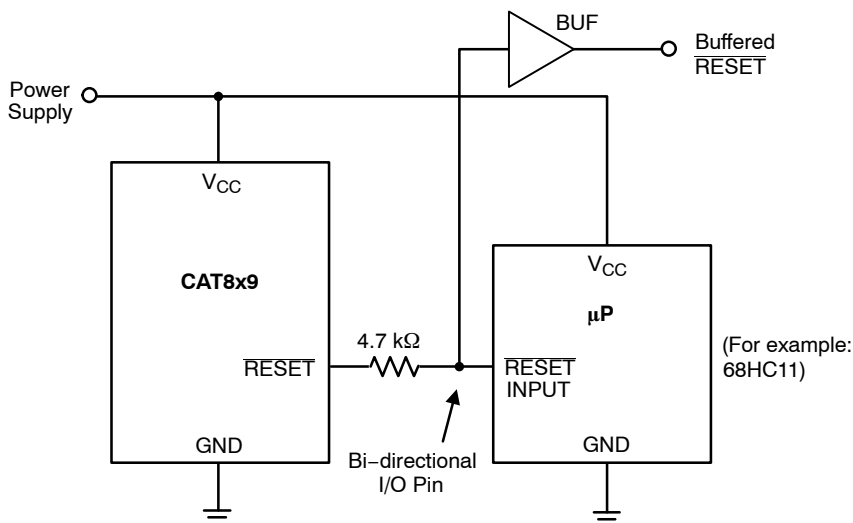 BUF
Buffered
RESET
Power
Supply
VCC
CAT8x9
RESET
GND
4.7 kΩ
Bi−directional
I/O Pin
VCC
μP
RESET
INPUT
GND
(For example:
68HC11)